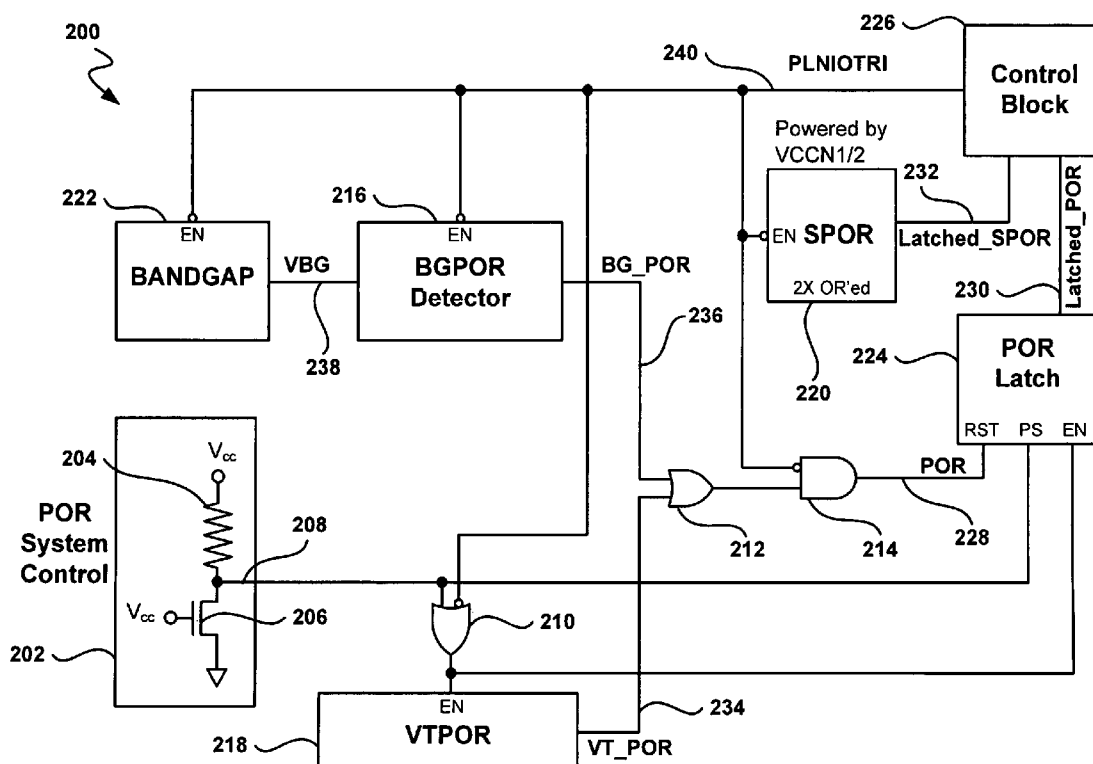 200
226
240
PLNIOTRI
Control
Block
Powered by
VCCN1/2
222
216
232
EN
EN
EN
SPOR
Latched_SPOR
Latched_POR
BANDGAP
VBG
BGPOR
Detector
BG_POR
2X OR'ed
230
238
236
220
224
POR
Latch
RST
PS
EN
Vcc
204
POR
System
Control
208
POR
212
214
228
Vcc
206
210
202
EN
VTPOR
218
234
VT_POR